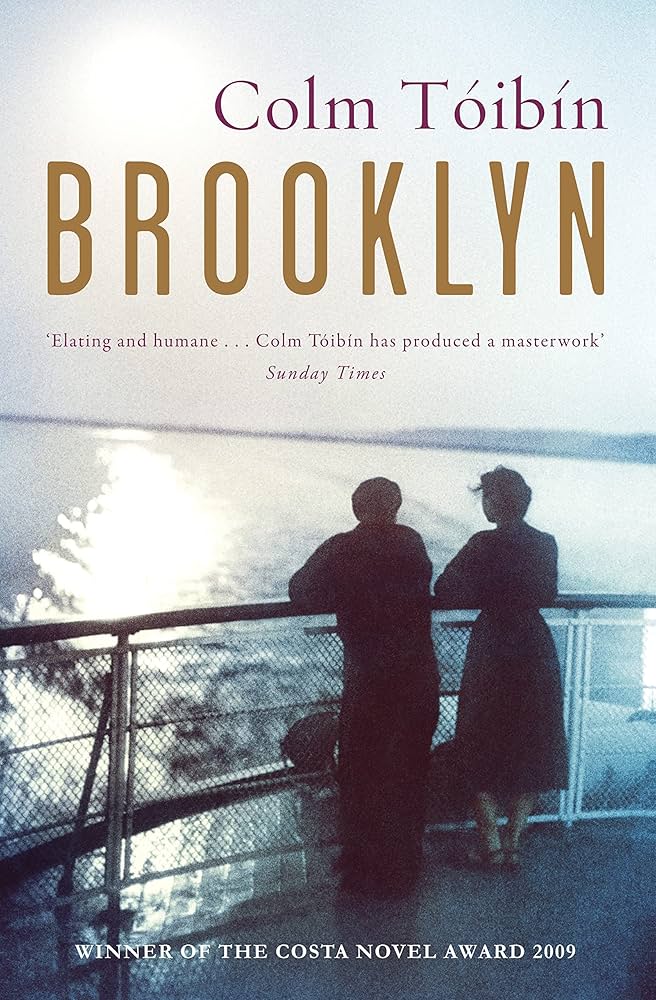 Colm Tóibín
BROOKLYN
‘Elating and humane . . . Colm Tóibín has produced a masterwork’
Sunday Times
WINNER OF THE COSTA NOVEL AWARD 2009